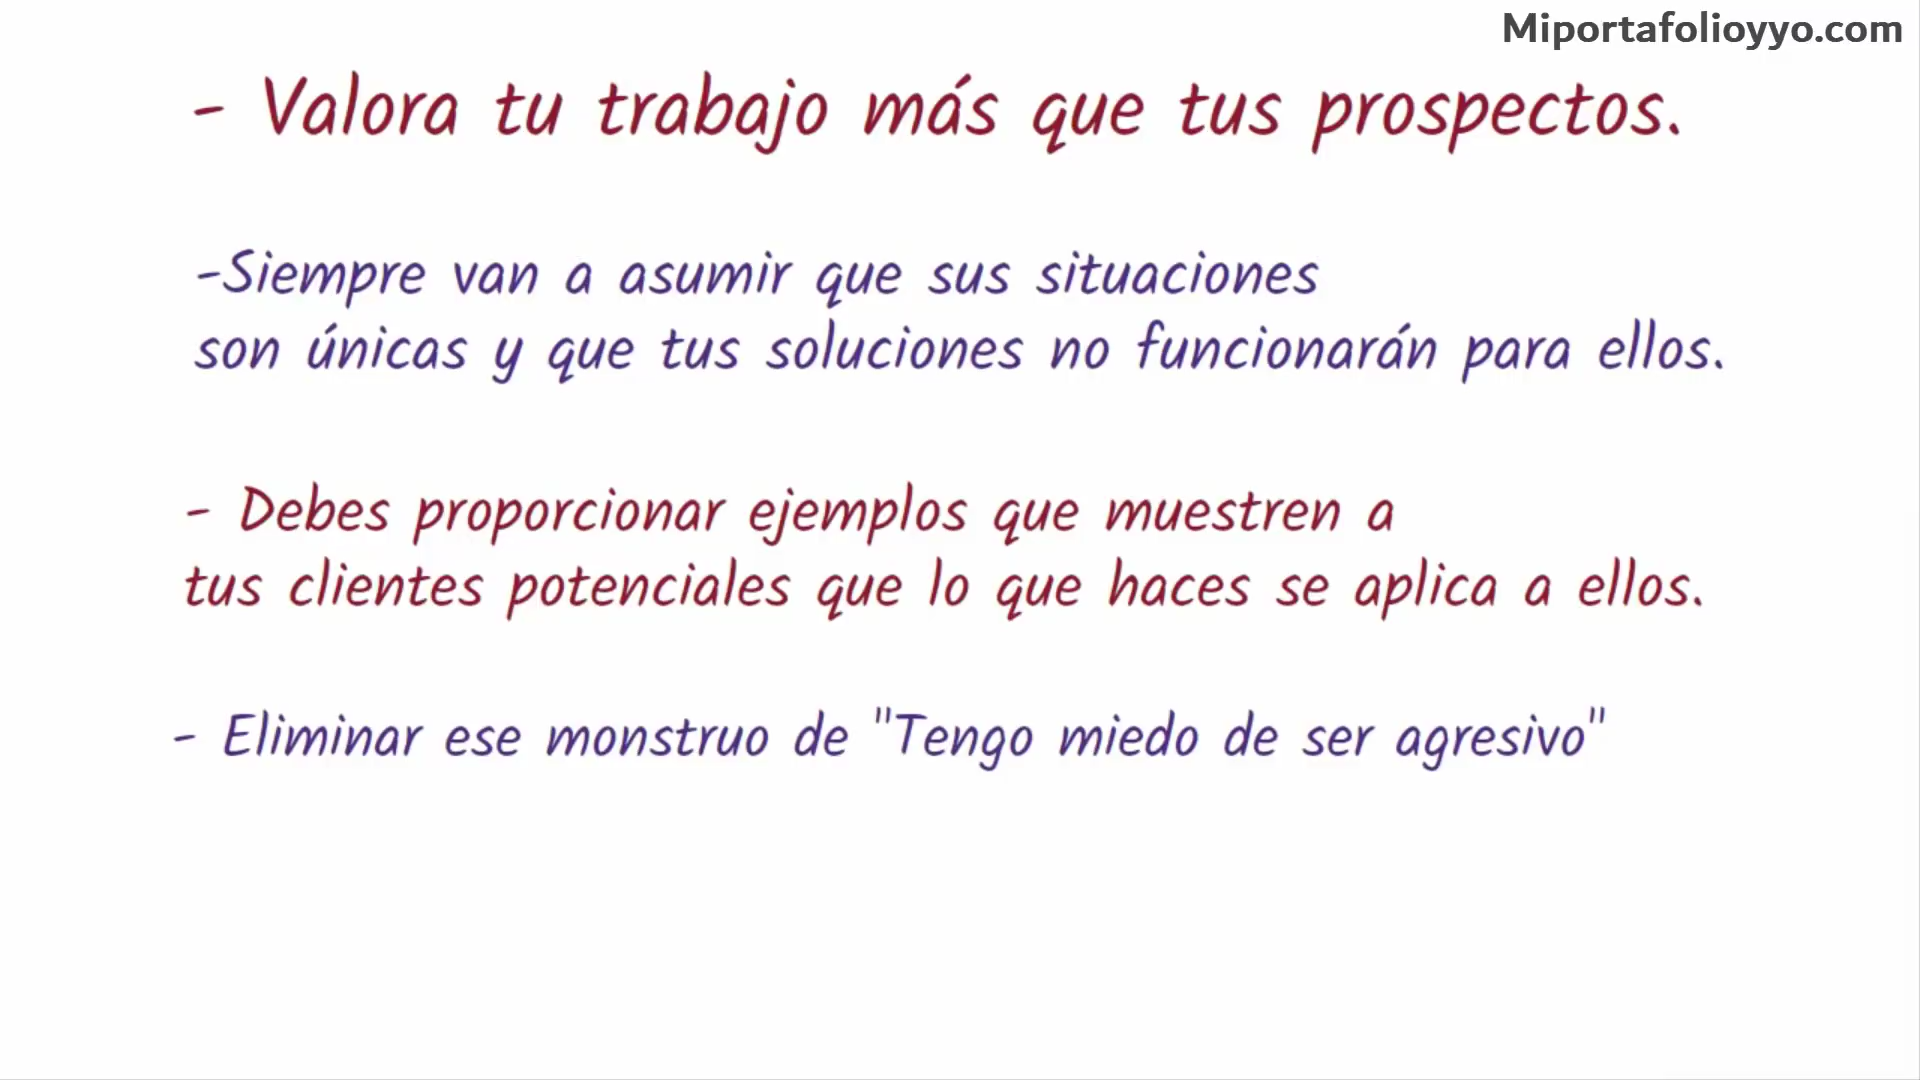 Miportafolioyyo.com
- Valora tu trabajo más que tus prospectos.
-Siempre van a asumir que sus situaciones
son únicas y que tus soluciones no funcionarán para ellos.
- Debes proporcionar ejemplos que muestren a
tus clientes potenciales que lo que haces se aplica a ellos.
- Eliminar ese monstruo de "Tengo miedo de ser agresivo"